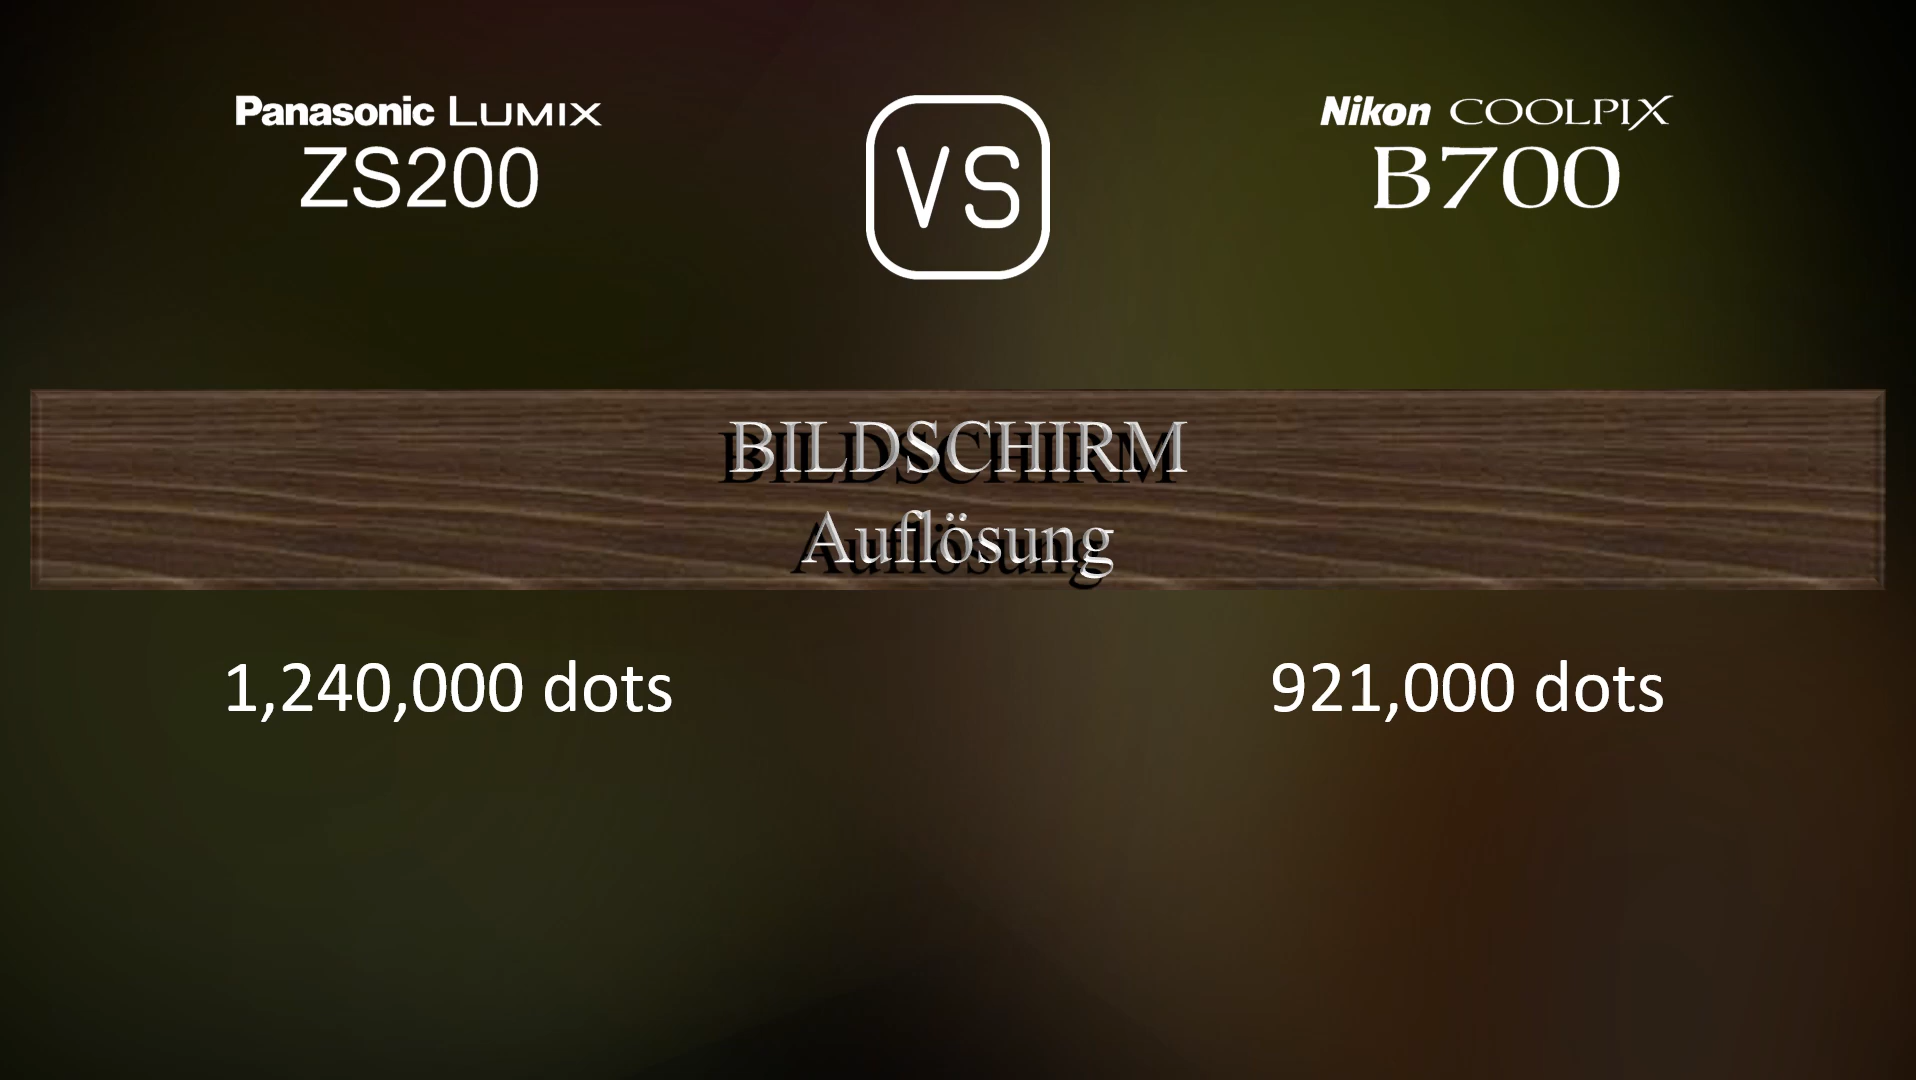 Panasonic LUMIX
ZS200
VS
Nikon COOLPIX
B700
BILDSCHIRM
Auflösung
1,240,000 dots
921,000 dots